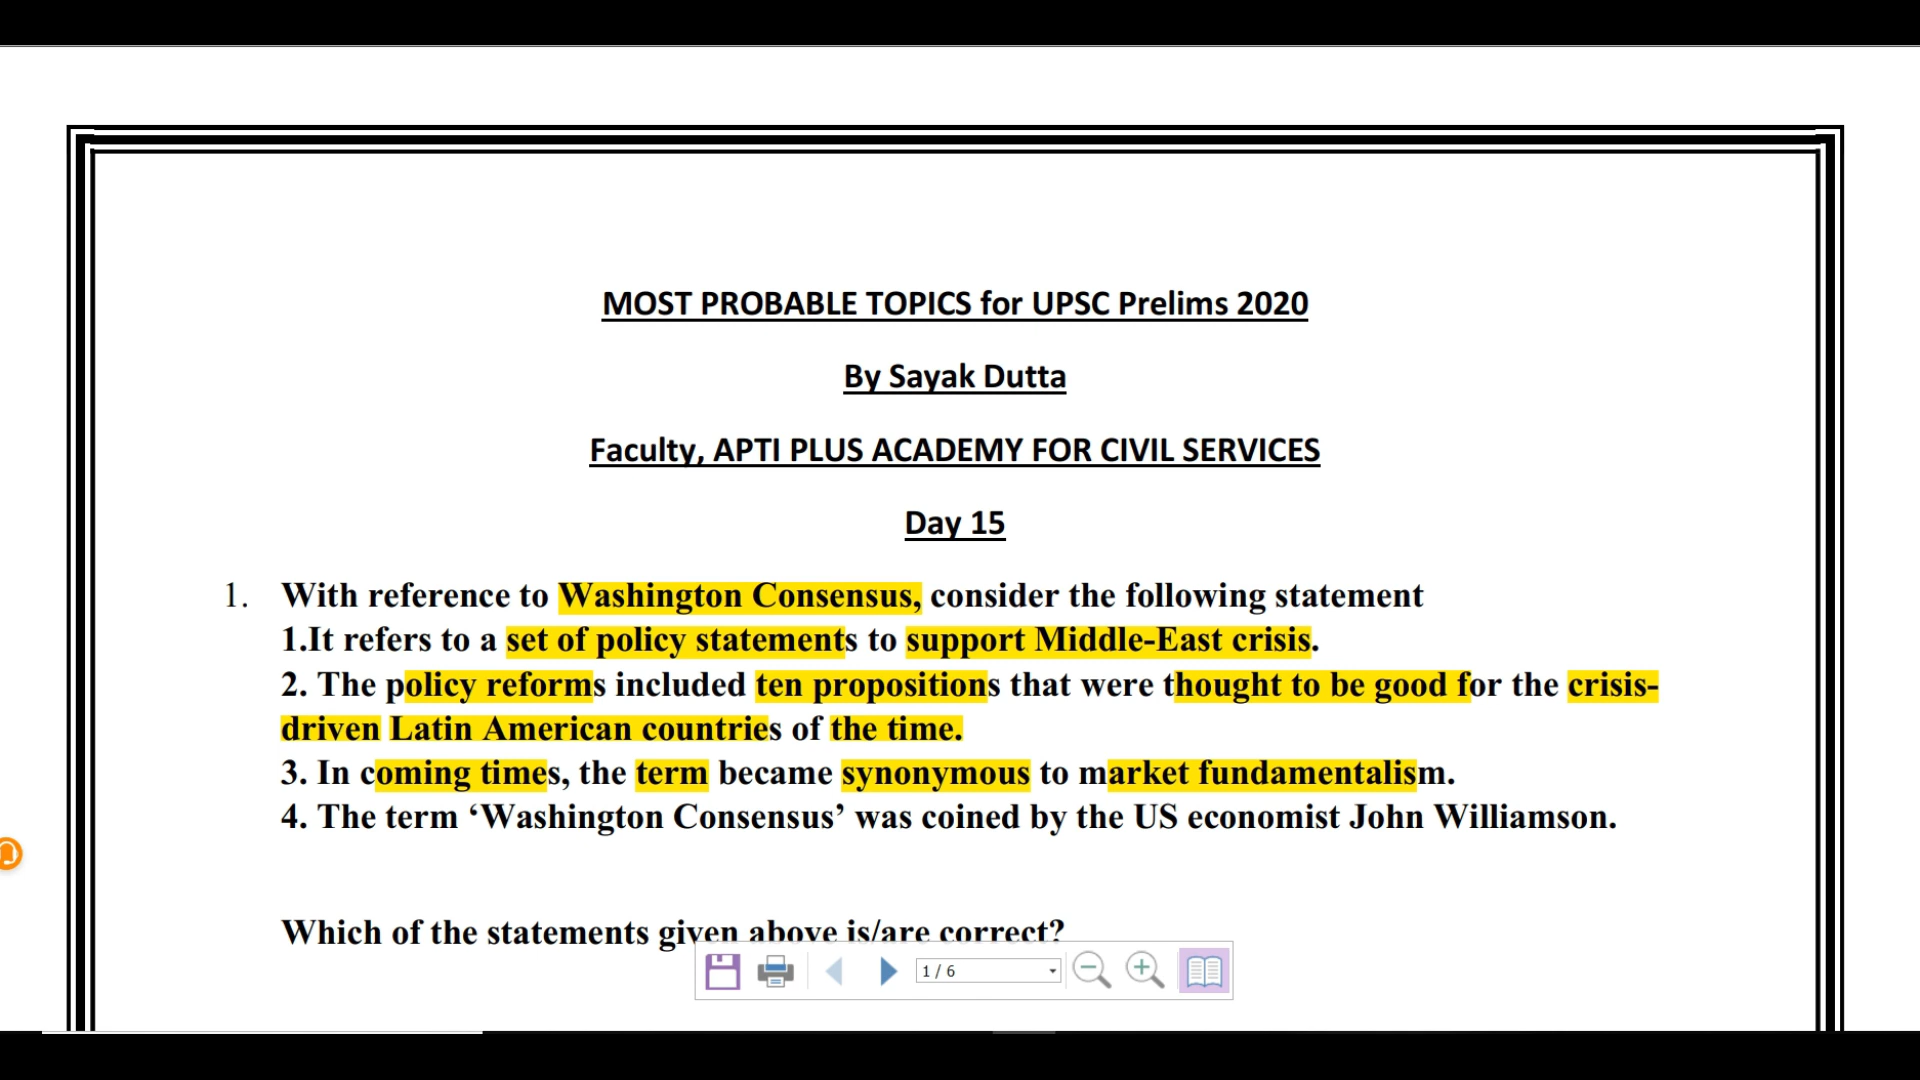 MOST PROBABLE TOPICS for UPSC Prelims 2020
By Sayak Dutta
Faculty, APTI PLUS ACADEMY FOR CIVIL SERVICES
Day 15
1. With reference to Washington Consensus, consider the following statement
1.It refers to a set of policy statements to support Middle-East crisis.
2. The policy reforms included ten propositions that were thought to be good for the crisis-
driven Latin American countries of the time.
3. In coming times, the term became synonymous to market fundamentalism.
4. The term ‘Washington Consensus’ was coined by the US economist John Williamson.
Which of the statements given above is/are correct?
1 / 6